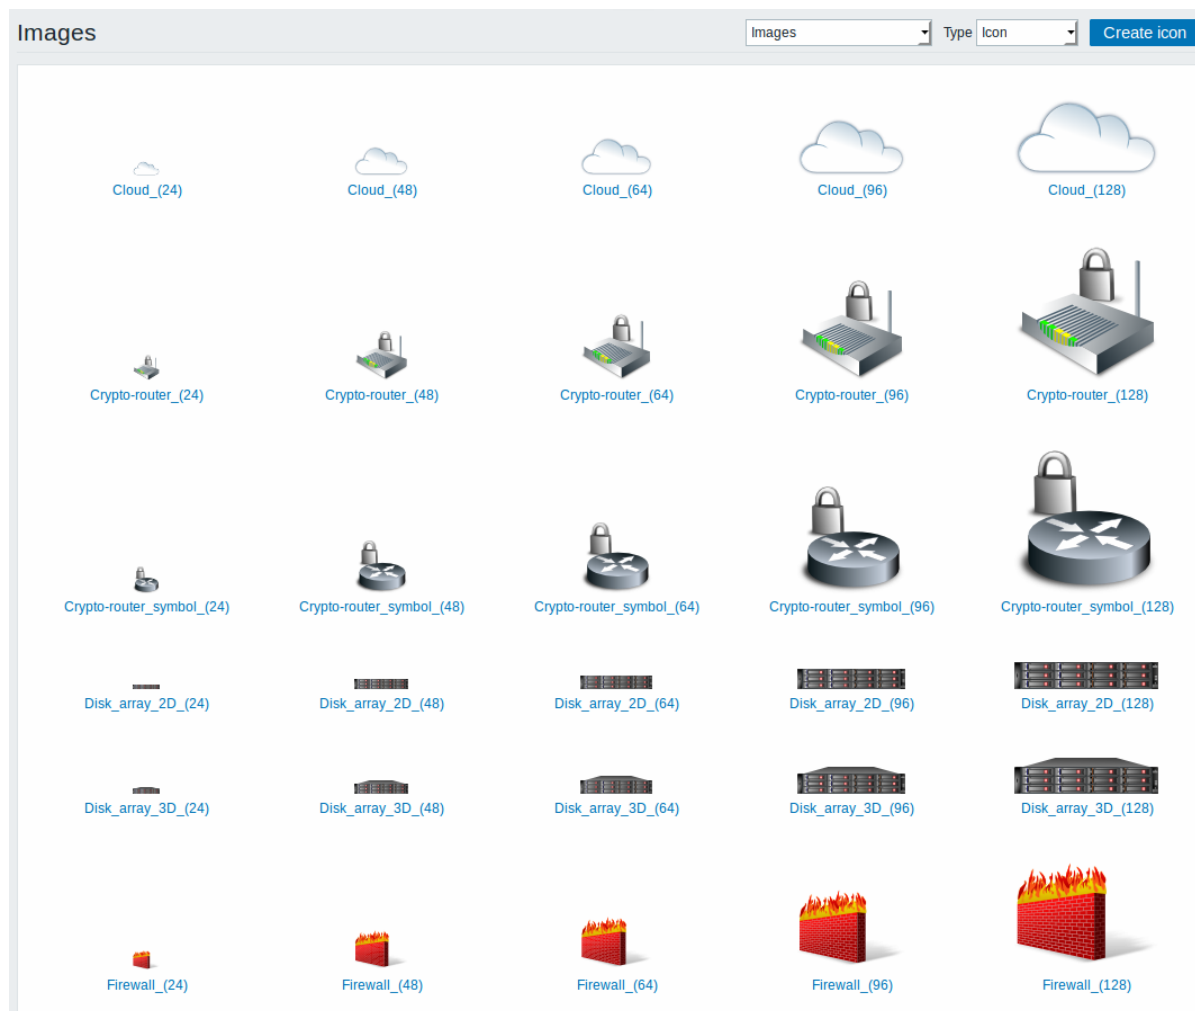 Images Images Type Icon Create icon
Cloud_(24) Cloud_(48) Cloud_(64) Cloud_(96) Cloud_(128)
Crypto-router_(24) Crypto-router_(48) Crypto-router_(64) Crypto-router_(96) Crypto-router_(128)
Crypto-router_symbol_(24) Crypto-router_symbol_(48) Crypto-router_symbol_(64) Crypto-router_symbol_(96) Crypto-router_symbol_(128)
Disk_array_2D_(24) Disk_array_2D_(48) Disk_array_2D_(64) Disk_array_2D_(96) Disk_array_2D_(128)
Disk_array_3D_(24) Disk_array_3D_(48) Disk_array_3D_(64) Disk_array_3D_(96) Disk_array_3D_(128)
Firewall_(24) Firewall_(48) Firewall_(64) Firewall_(96) Firewall_(128)